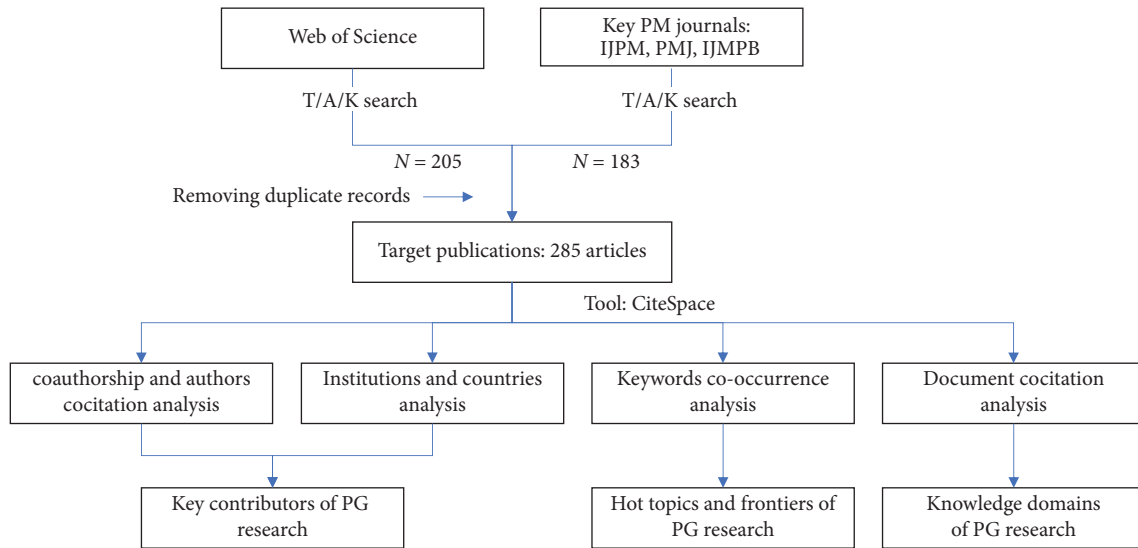 Web of Science
Key PM journals:
IJPM, PMJ, IJMPB
T/A/K search
T/A/K search
N = 205
N = 183
Removing duplicate records
Target publications: 285 articles
Tool: CiteSpace
coauthorship and authors
cocitation analysis
Institutions and countries
analysis
Keywords co-occurrence
analysis
Document cocitation
analysis
Key contributors of PG
research
Hot topics and frontiers of
PG research
Knowledge domains
of PG research